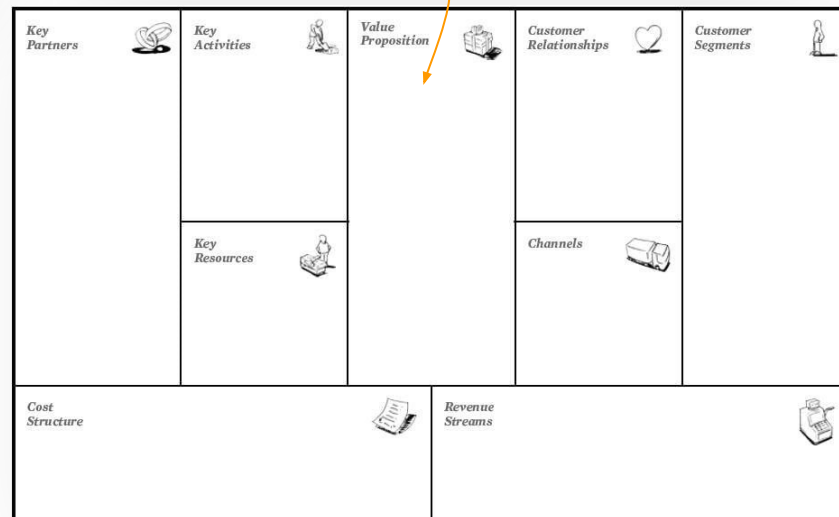 Key
Partners
Key
Activities
Value
Proposition
Customer
Relationships
Customer
Segments
Key
Resources
Channels
Cost
Structure
Revenue
Streams